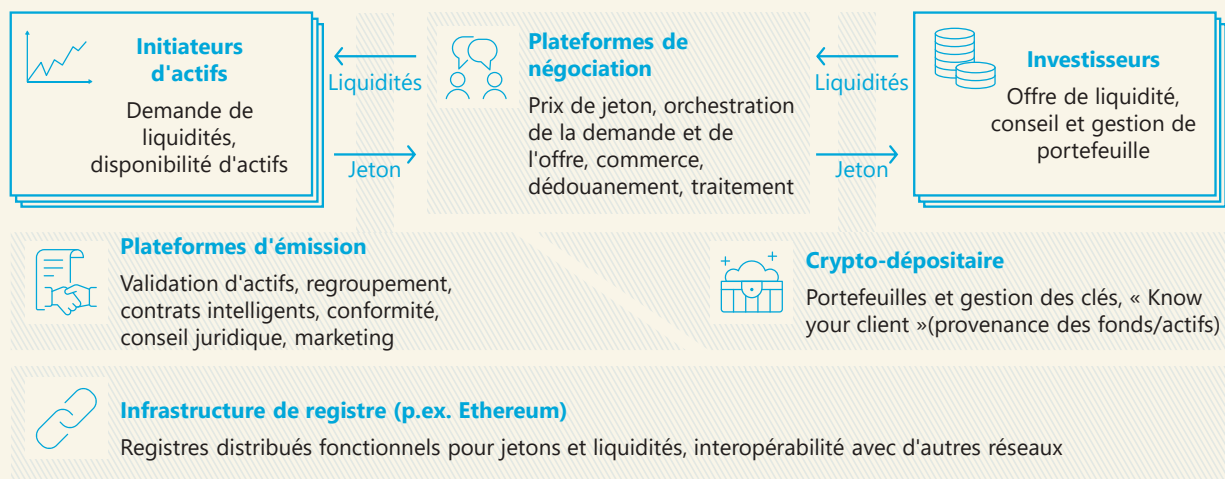 Initiateurs
d'actifs
Demande de
liquidités,
disponibilité d'actifs
Liquidités
Jeton
Plateformes de
négociation
Prix de jeton, orchestration
de la demande et de
l'offre, commerce,
dédouanement, traitement
Liquidités
Jeton
Investisseurs
Offre de liquidité,
conseil et gestion de
portefeuille
Plateformes d'émission
Validation d'actifs, regroupement,
contrats intelligents, conformité,
conseil juridique, marketing
Crypto-dépositaire
Portefeuilles et gestion des clés, « Know
your client »(provenance des fonds/actifs)
Infrastructure de registre (p.ex. Ethereum)
Registres distribués fonctionnels pour jetons et liquidités, interopérabilité avec d'autres réseaux